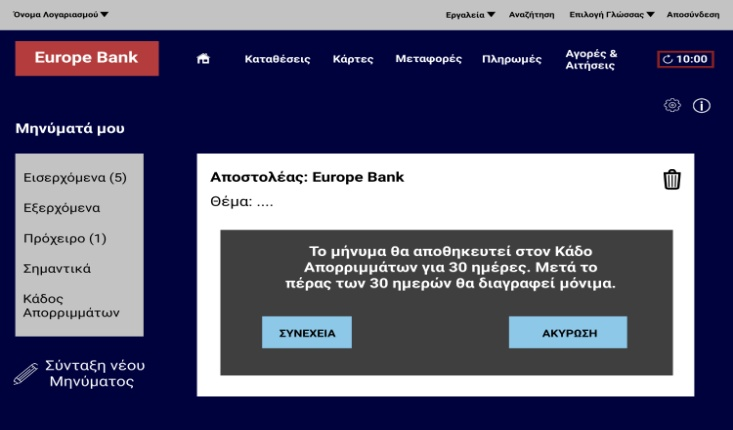 Όνομα Λογαριασμού
Εργαλεία
Αναζήτηση
Επιλογή Γλώσσας
Αποσύνδεση
Europe Bank
Καταθέσεις
Κάρτες
Μεταφορές
Πληρωμές
Αγορές &
Αιτήσεις
10:00
Μηνύματά μου
Εισερχόμενα (5)
Εξερχόμενα
Πρόχειρο (1)
Σημαντικά
Κάδος
Απορριμμάτων
Σύνταξη νέου
Μηνύματος
Αποστολέας: Europe Bank
Θέμα: ....
Το μήνυμα θα αποθηκευτεί στον Κάδο
Απορριμμάτων για 30 ημέρες. Μετά το
πέρας των 30 ημερών θα διαγραφεί μόνιμα.
ΣΥΝΕΧΕΙΑ
ΑΚΥΡΩΣΗ